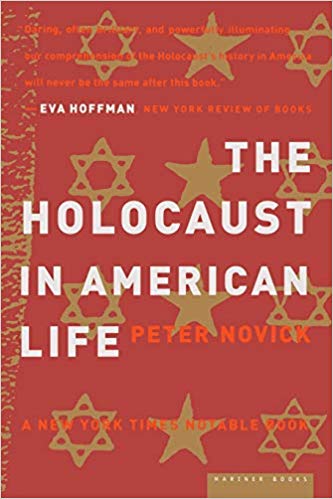 Daring, often brilliant, and powerfully illuminating...
our comprehension of the Holocaust's history in America
will never be the same after this book."
EVA HOFFMAN, NEW YORK REVIEW OF BOOKS
THE
HOLOCAUST
IN AMERICAN
LIFE PETER NOVICK
A NEW YORK TIMES NOTABLE BOOK
MARINER BOOKS